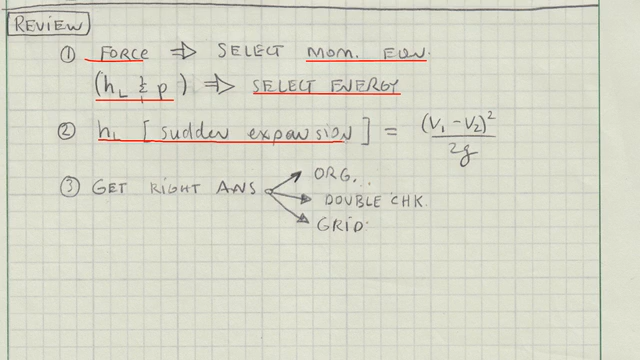 REVIEW
① FORCE ⇒ SELECT MOM. EQN.
(hL & p) ⇒ SELECT ENERGY
② hL [sudden expansion] = (V1 - V2)² / 2g
③ GET RIGHT ANS
ORG...
DOUBLE CHK.
GRID.